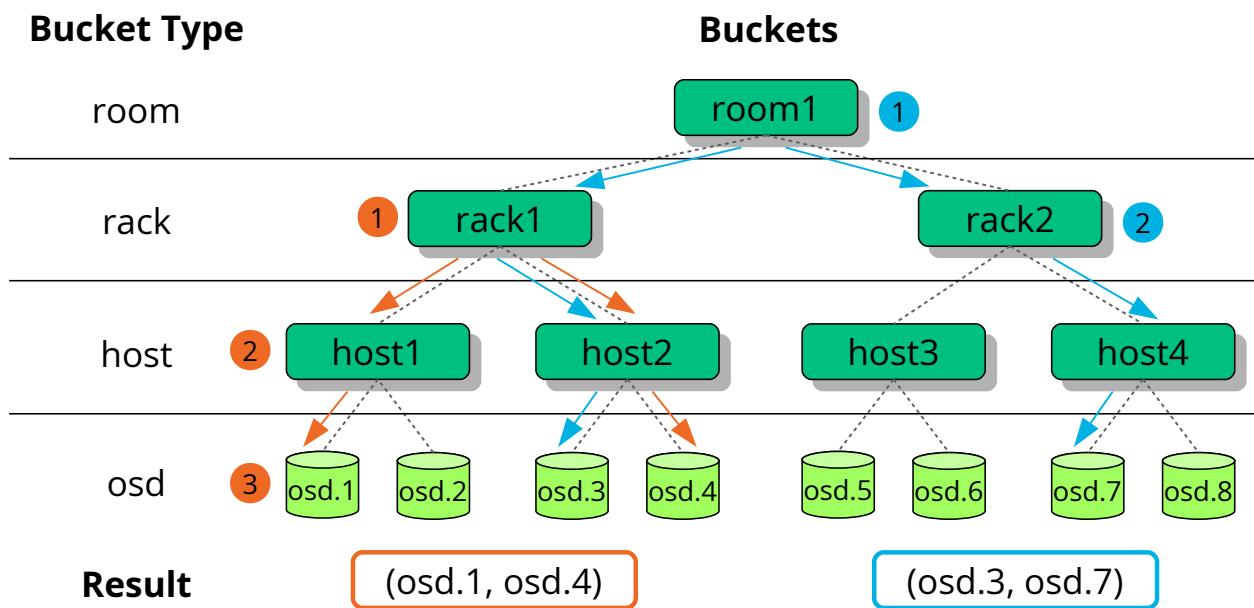 Bucket Type
Buckets
room
room1
1
rack
1
rack1
rack2
2
host
2
host1
host2
host3
host4
osd
3
osd.1
osd.2
osd.3
osd.4
osd.5
osd.6
osd.7
osd.8
Result
(osd.1, osd.4)
(osd.3, osd.7)